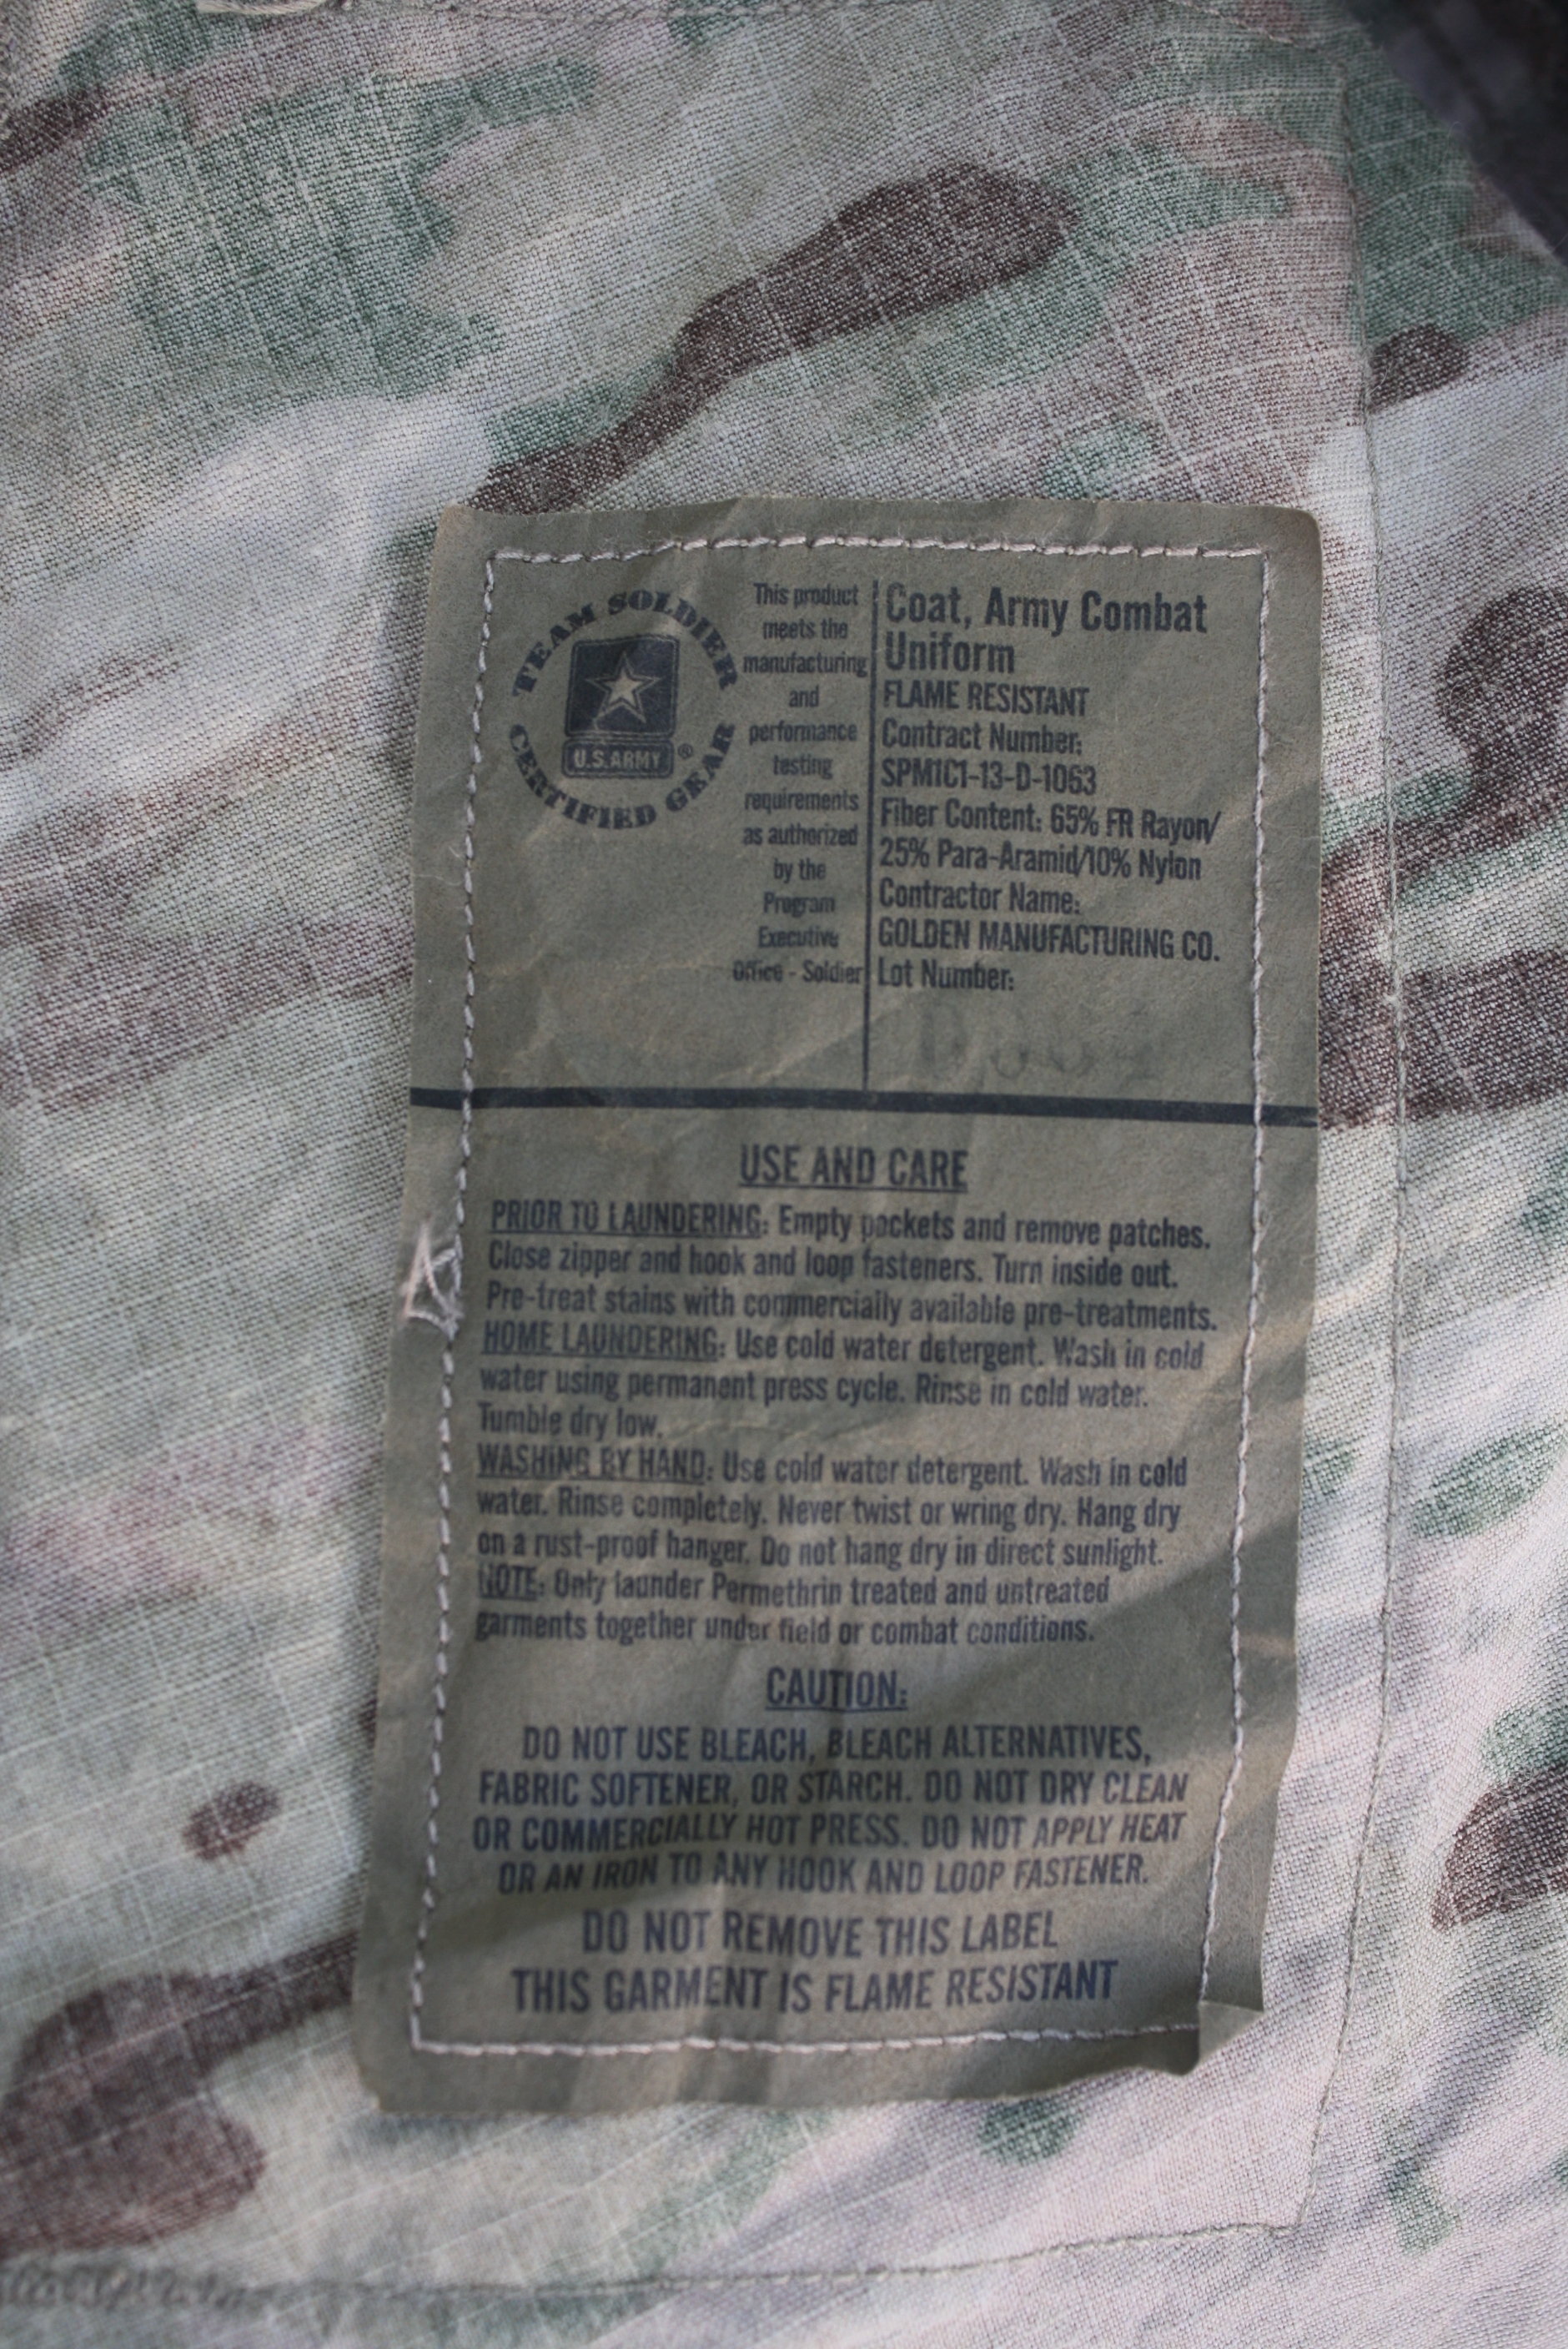 TEAM SOLDIER
U.S.ARMY ®
CERTIFIED GEAR
This product
meets the
manufacturing
and
performance
testing
requirements
as authorized
by the
Program
Executive
Office - Soldier
Coat, Army Combat
Uniform
FLAME RESISTANT
Contract Number:
SPM1C1-13-D-1063
Fiber Content: 65% FR Rayon/
25% Para-Aramid/10% Nylon
Contractor Name:
GOLDEN MANUFACTURING CO.
Lot Number:
USE AND CARE
PRIOR TO LAUNDERING: Empty pockets and remove patches.
Close zipper and hook and loop fasteners. Turn inside out.
Pre-treat stains with commercially available pre-treatments.
HOME LAUNDERING: Use cold water detergent. Wash in cold
water using permanent press cycle. Rinse in cold water.
Tumble dry low.
WASHING BY HAND: Use cold water detergent. Wash in cold
water. Rinse completely. Never twist or wring dry. Hang dry
on a rust-proof hanger. Do not hang dry in direct sunlight.
NOTE: Only launder Permethrin treated and untreated
garments together under field or combat conditions.
CAUTION:
DO NOT USE BLEACH, BLEACH ALTERNATIVES,
FABRIC SOFTENER, OR STARCH. DO NOT DRY CLEAN
OR COMMERCIALLY HOT PRESS. DO NOT APPLY HEAT
OR AN IRON TO ANY HOOK AND LOOP FASTENER.
DO NOT REMOVE THIS LABEL
THIS GARMENT IS FLAME RESISTANT